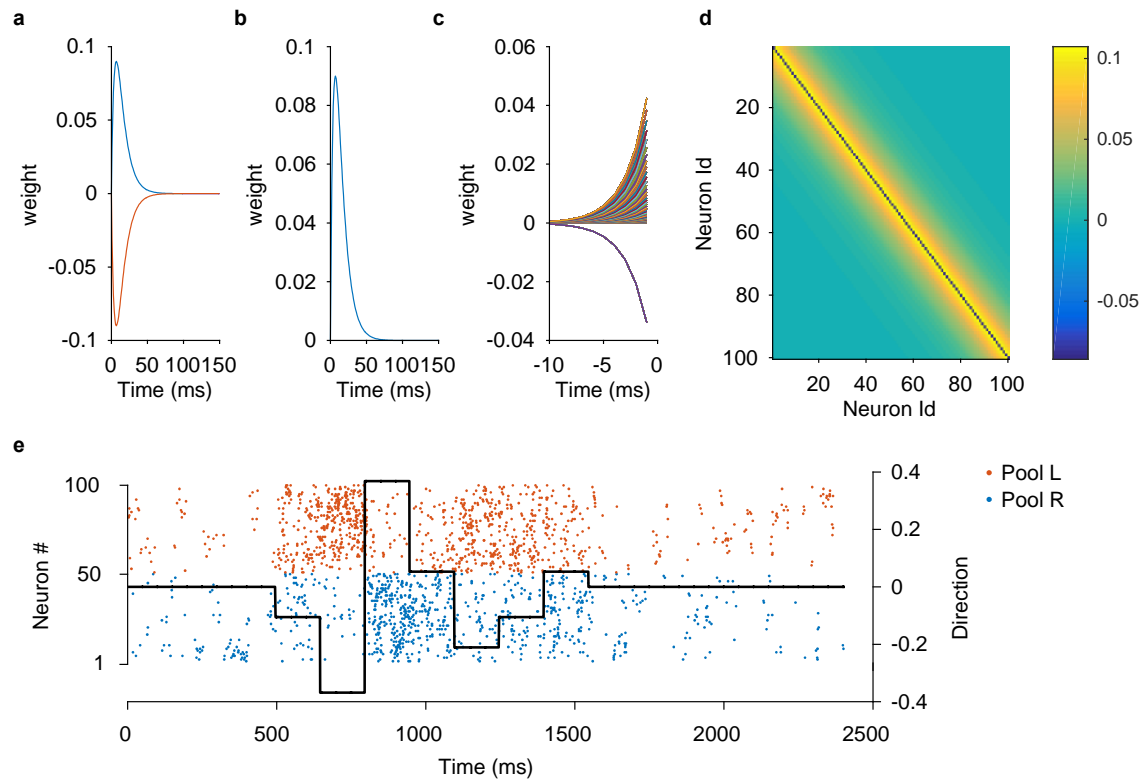 a
0.1
0.05
0
-0.05
-0.1
weight
0 50 100150
Time (ms)
b
0.1
0.08
0.06
0.04
0.02
0
weight
0 50 100150
Time (ms)
c
0.06
0.04
0.02
0
-0.02
-0.04
weight
-10 -5 0
Time (ms)
d
20
40
60
80
100
Neuron Id
20 40 60 80 100
Neuron Id
0.1
0.05
0
-0.05
e
100
50
1
Neuron #
0.4
0.2
0
-0.2
-0.4
Direction
0 500 1000 1500 2000 2500
Time (ms)
Pool L
Pool R